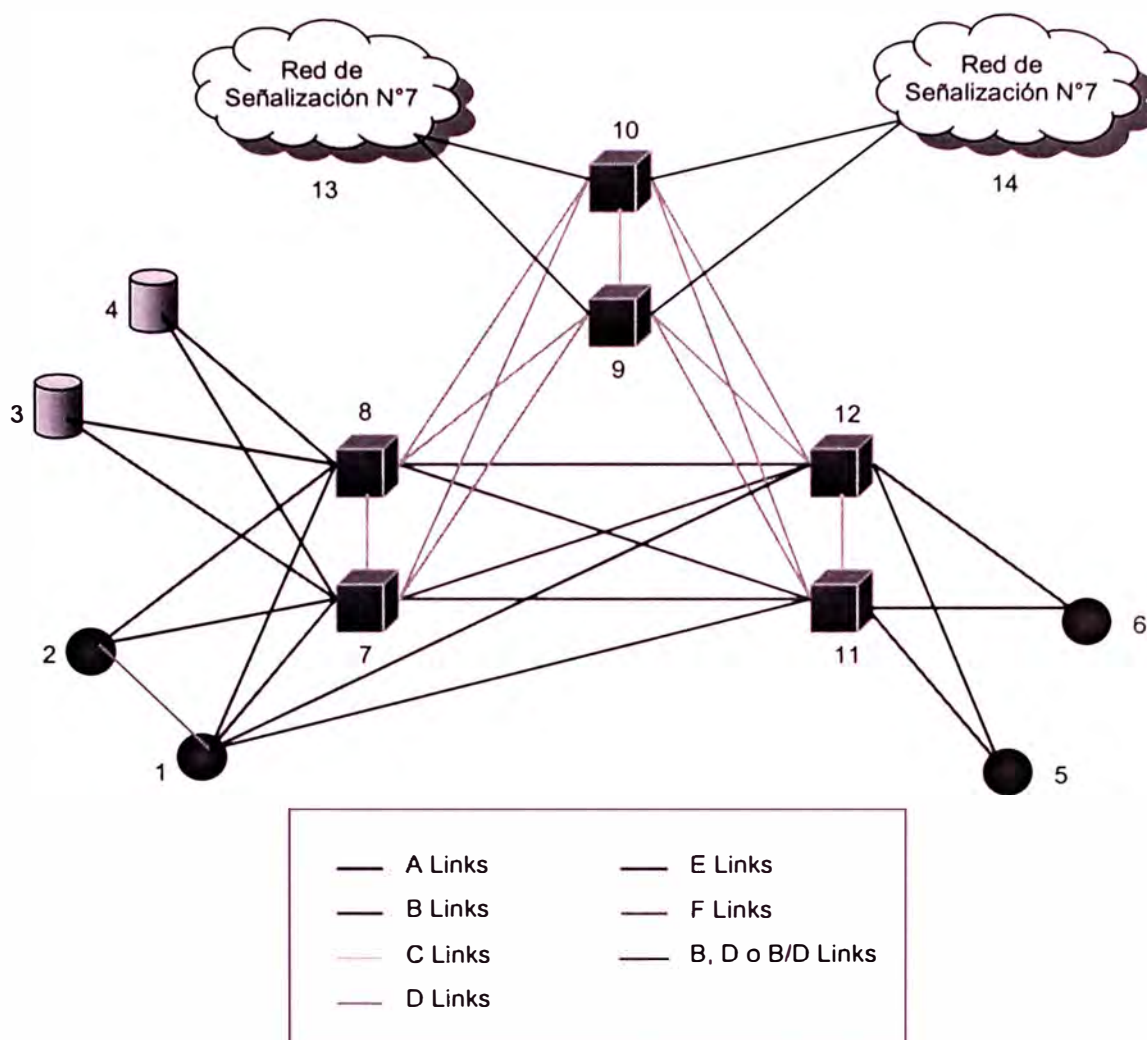 Red de
Señalización N°7
Red de
Señalización N°7
10
13
14
4
9
3
8
12
2
7
11
6
1
5
A Links
E Links
B Links
F Links
C Links
B, D o B/D Links
D Links